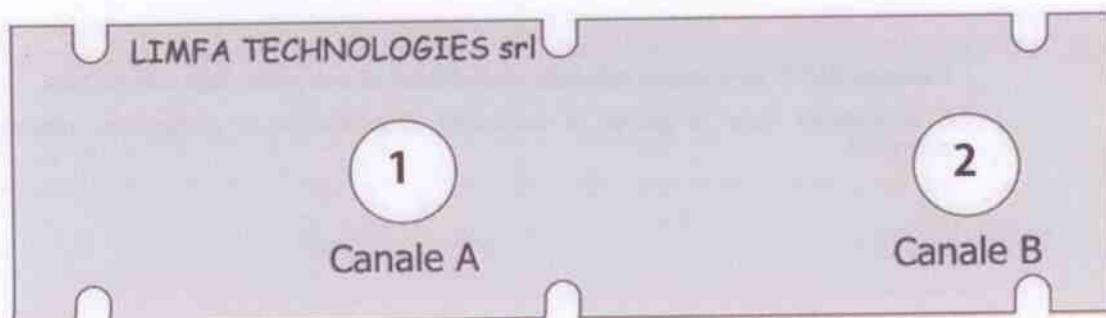 LIMFA TECHNOLOGIES srl
1
2
Canale A
Canale B